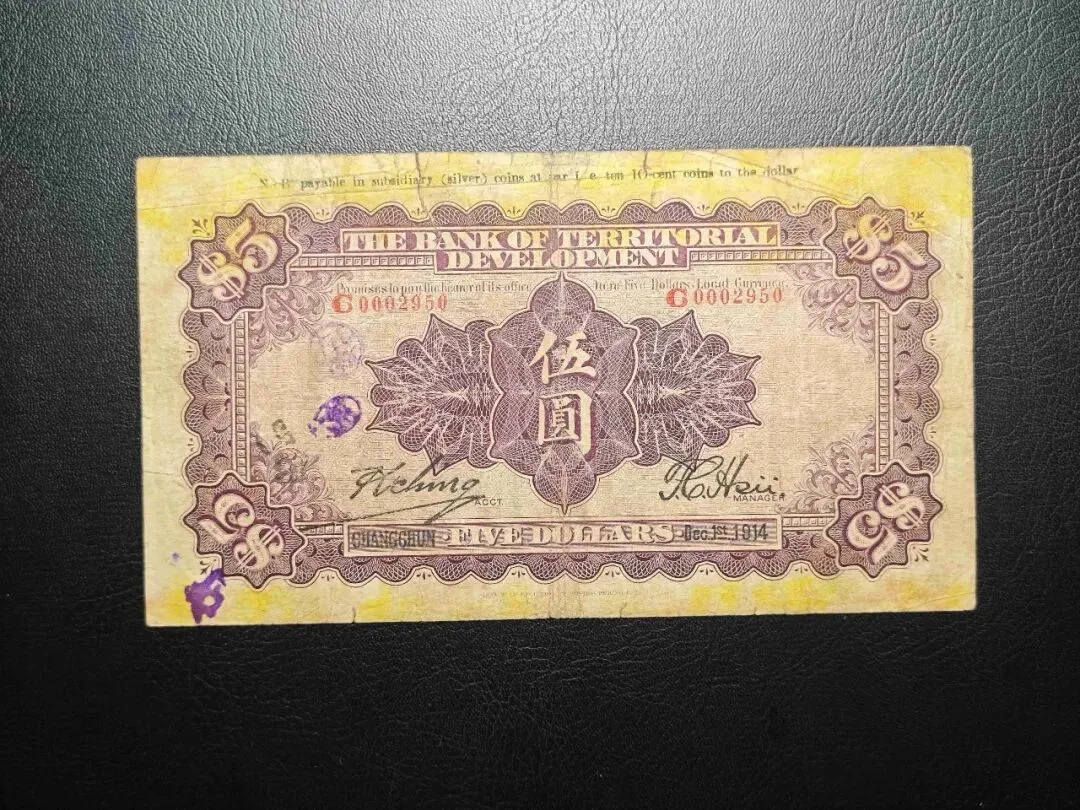 N B payable in subsidiary (silver) coins at par i e ten 10-cent coins to the dollar
$5 $5
THE BANK OF TERRITORIAL
DEVELOPMENT
Promises to pay the bearer at its office here Five Dollars Local Currency
C 0002950 C 0002950
伍
圓
ACCT.
MANAGER
$5 $5
CHANGCHUN FIVE DOLLARS Dec.1st.1914